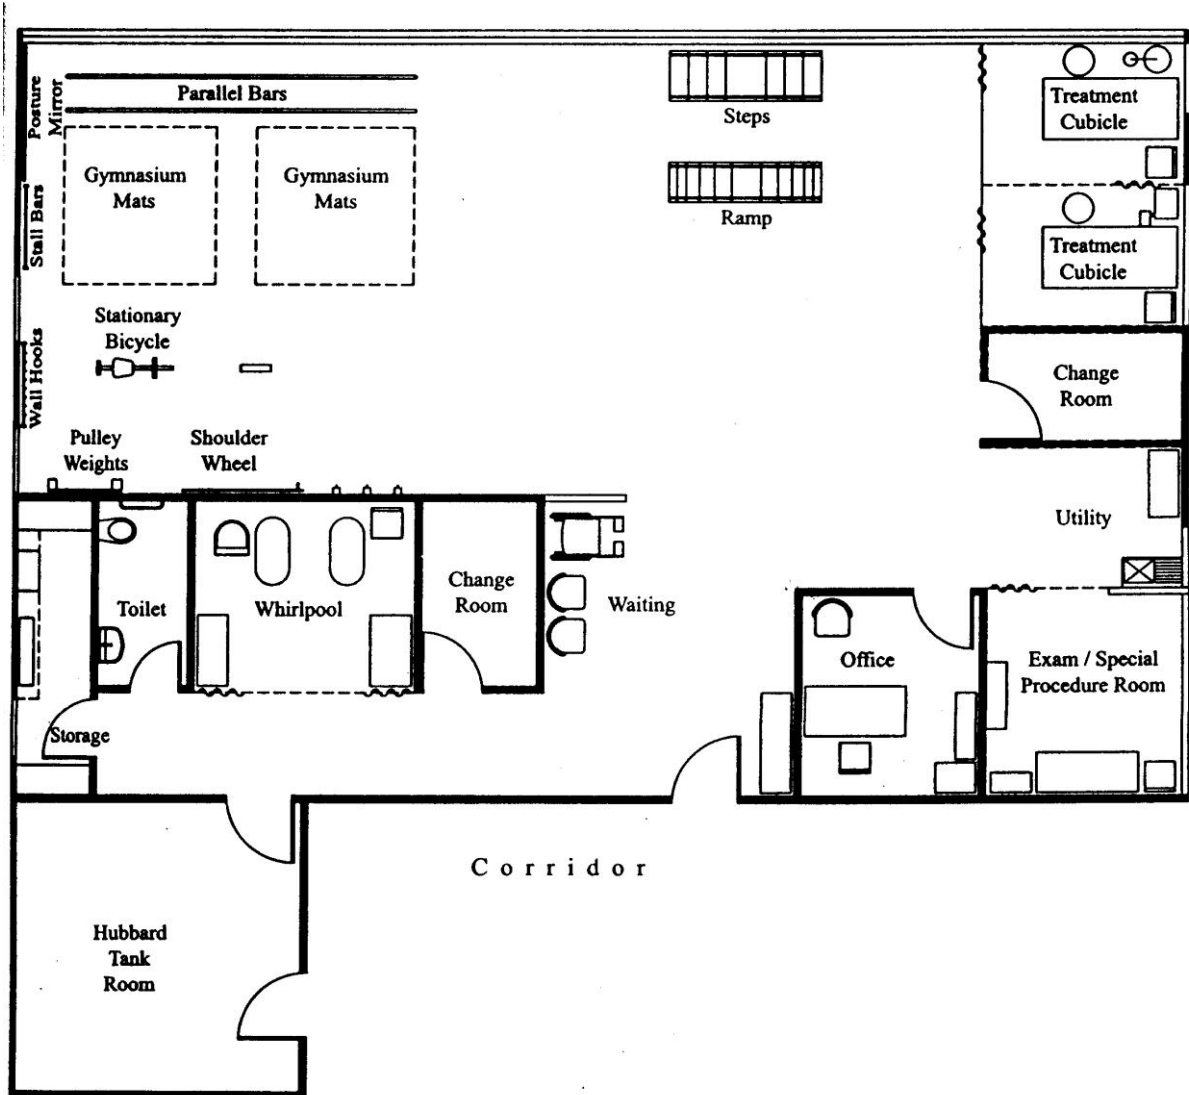 Posture
Mirror
Parallel Bars
Steps
Treatment
Cubicle
Gymnasium
Mats
Gymnasium
Mats
Stall Bars
Ramp
Treatment
Cubicle
Stationary
Bicycle
Wall Hooks
Change
Room
Pulley
Weights
Shoulder
Wheel
Utility
Toilet
Whirlpool
Change
Room
Waiting
Office
Exam / Special
Procedure Room
Storage
Corridor
Hubbard
Tank
Room